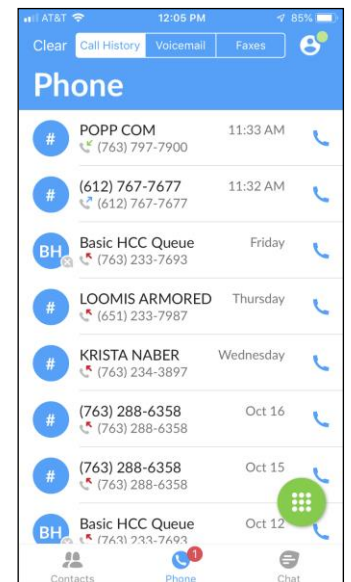 AT&T 12:05 PM 85%
Clear Call History Voicemail Faxes
Phone
# POPP COM 11:33 AM
(763) 797-7900
# (612) 767-7677 11:32 AM
(612) 767-7677
BH Basic HCC Queue Friday
(763) 233-7693
# LOOMIS ARMORED Thursday
(651) 233-7987
# KRISTA NABER Wednesday
(763) 234-3897
# (763) 288-6358 Oct 16
(763) 288-6358
# (763) 288-6358 Oct 15
(763) 288-6358
BH Basic HCC Queue Oct 12
(763) 233-7693
1
Contacts Phone Chat